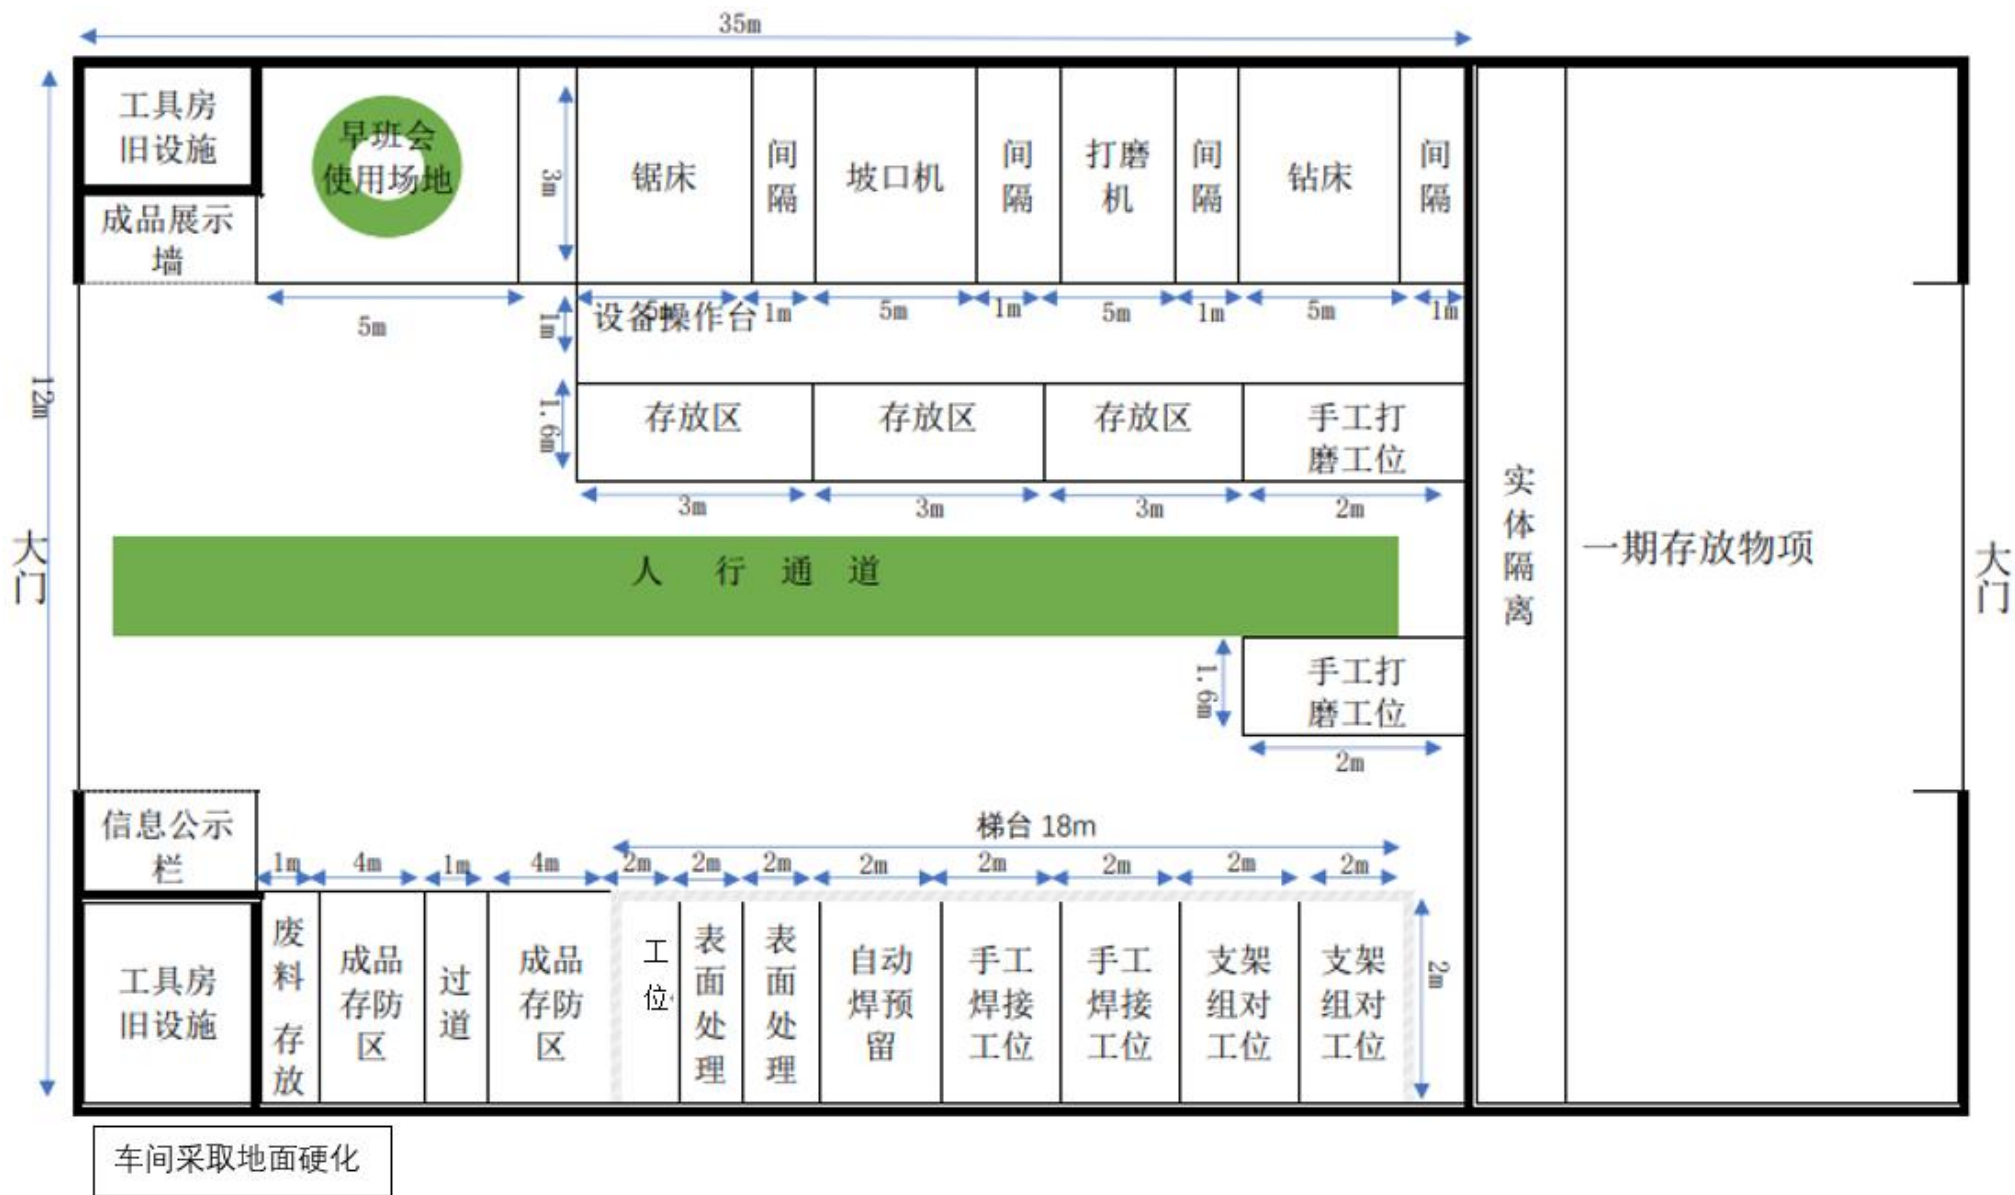 35m
工具房
旧设施
早班会
使用场地
3m
锯床
间
隔
坡口机
间
隔
打磨
机
间
隔
钻床
间
隔
成品展示
墙
5m
1m
设备操作台
5m
1m
5m
1m
5m
1m
5m
1m
12m
1.6m
存放区
存放区
存放区
手工打
磨工位
3m
3m
3m
2m
实
体
隔
离
一期存放物项
大
门
大
门
人 行 通 道
1.6m
手工打
磨工位
2m
信息公示
栏
梯台 18m
1m
4m
1m
4m
2m
2m
2m
2m
2m
2m
2m
2m
工具房
旧设施
废
料
存
放
成品
存防
区
过
道
成品
存防
区
工
位
表
面
处
理
表
面
处
理
自动
焊预
留
手工
焊接
工位
手工
焊接
工位
支架
组对
工位
支架
组对
工位
2m
车间采取地面硬化